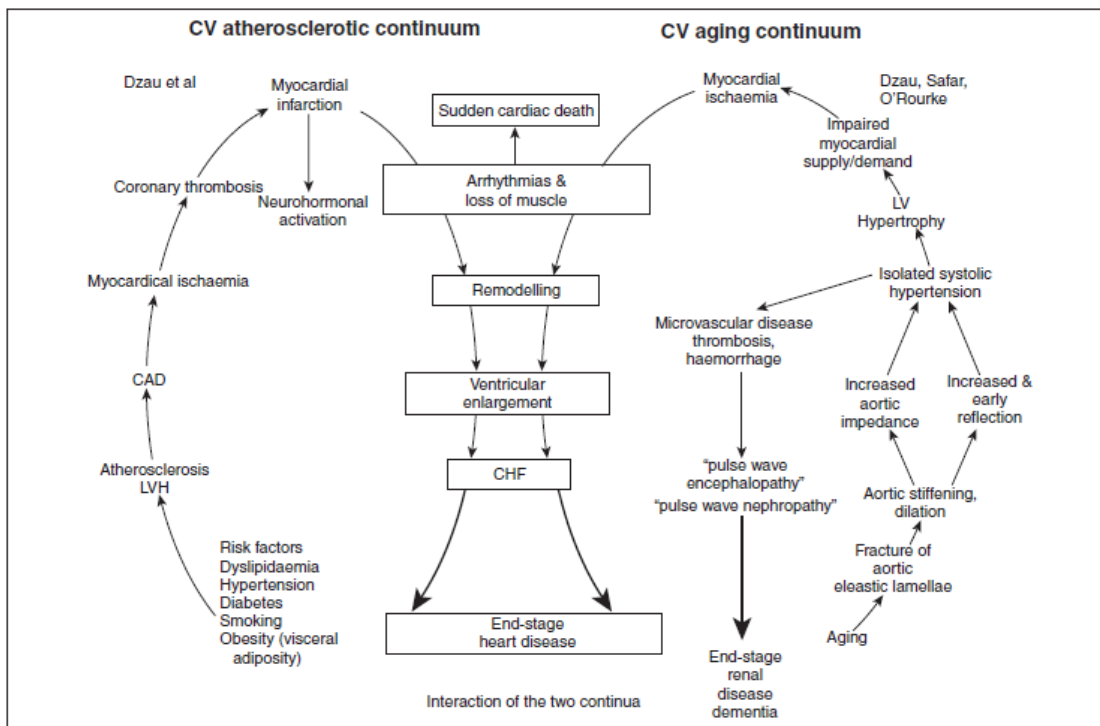 CV atherosclerotic continuum
CV aging continuum
Dzau et al
Myocardial
infarction
Sudden cardiac death
Myocardial
ischaemia
Dzau, Safar,
O'Rourke
Impaired
myocardial
supply/demand
Arrhythmias &
loss of muscle
Coronary thrombosis
Neurohormonal
activation
LV
Hypertrophy
Myocardical ischaemia
Remodelling
Isolated systolic
hypertension
Microvascular disease
thrombosis,
haemorrhage
CAD
Ventricular
enlargement
Increased
aortic
impedance
Increased &
early
reflection
Atherosclerosis
LVH
CHF
"pulse wave
encephalopathy"
"pulse wave nephropathy"
Aortic stiffening,
dilation
Risk factors
Dyslipidaemia
Hypertension
Diabetes
Smoking
Obesity (visceral
adiposity)
Fracture of
aortic
eleastic lamellae
End-stage
heart disease
Aging
End-stage
renal
disease
dementia
Interaction of the two continua